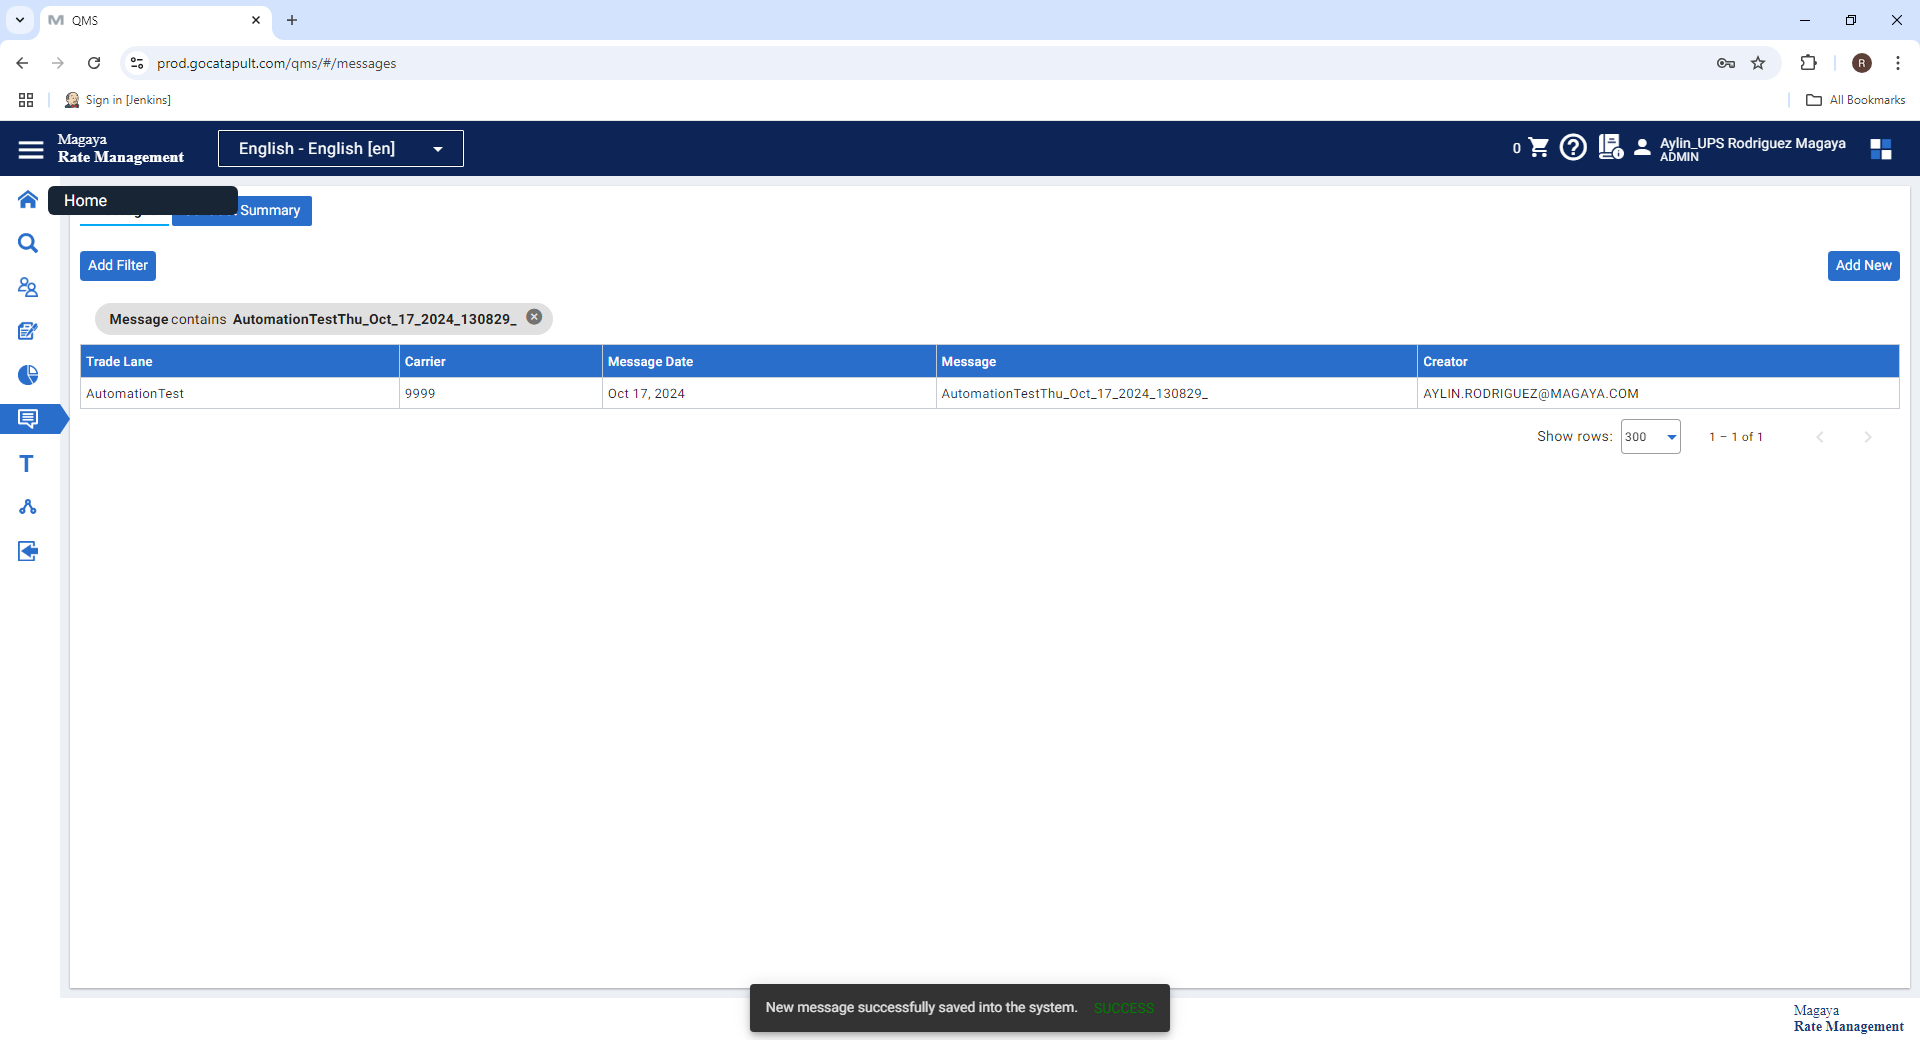 QMS
prod.gocatapult.com/qms/#/messages
R
Sign in [Jenkins]
All Bookmarks
Magaya
Rate Management
English - English [en]
0
Aylin_UPS Rodriguez Magaya
ADMIN
Home
Summary
Add Filter
Add New
Message contains AutomationTestThu_Oct_17_2024_130829_
Trade Lane Carrier Message Date Message Creator
AutomationTest 9999 Oct 17, 2024 AutomationTestThu_Oct_17_2024_130829_ AYLIN.RODRIGUEZ@MAGAYA.COM
Show rows: 300 1 – 1 of 1
T
New message successfully saved into the system. SUCCESS
Magaya
Rate Management